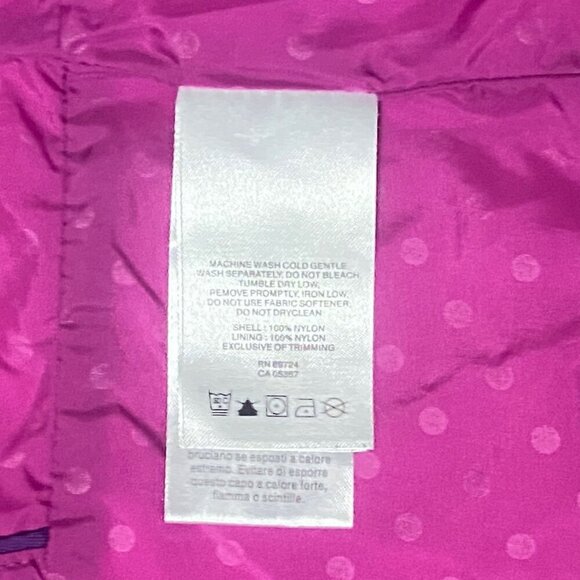 MACHINE WASH COLD GENTLE
WASH SEPARATELY, DO NOT BLEACH
TUMBLE DRY LOW,
REMOVE PROMPTLY, IRON LOW,
DO NOT USE FABRIC SOFTENER,
DO NOT DRYCLEAN
SHELL : 100% NYLON
LINING : 100% NYLON
EXCLUSIVE OF TRIMMING
RN
CA
bruciano se esposti a calore
estremo. Evitare di esporre
questo capo a calore forte,
fiamma o scintille.